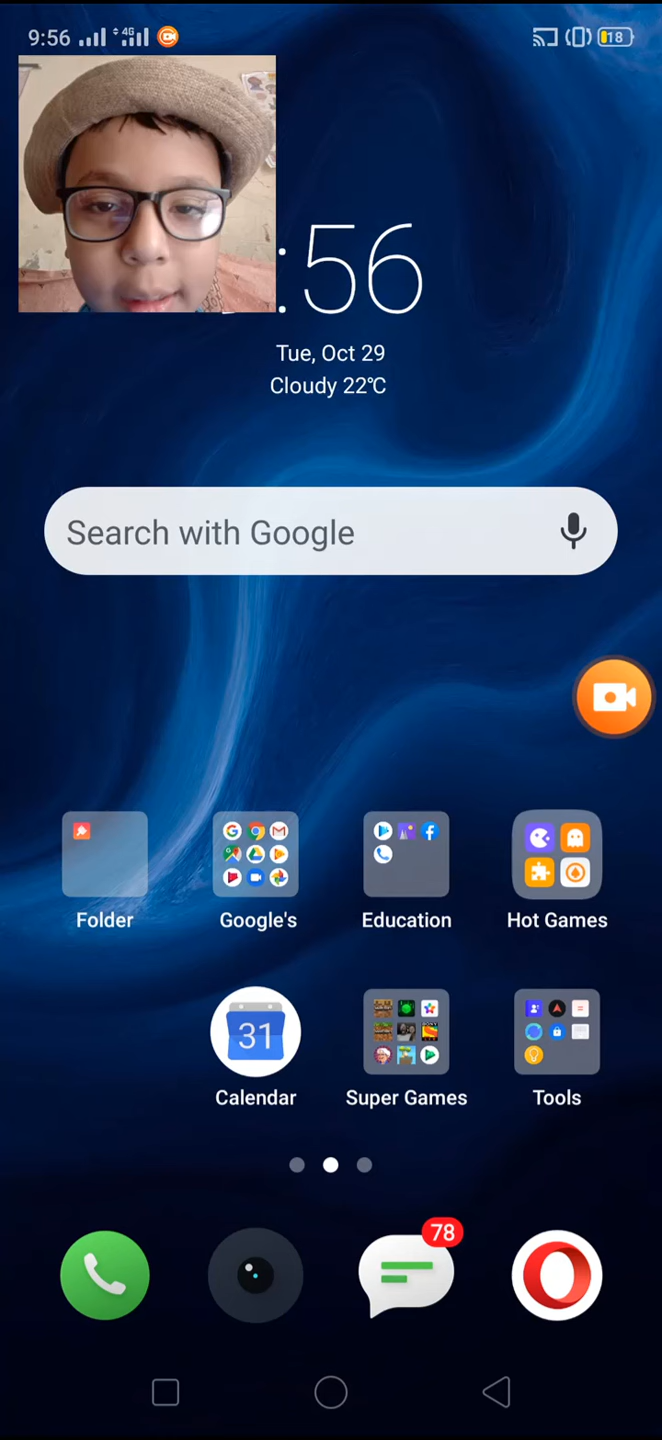 9:56
4G
18
:56
Tue, Oct 29
Cloudy 22℃
Search with Google
Folder
Google's
Education
Hot Games
31
Calendar
Super Games
Tools
78